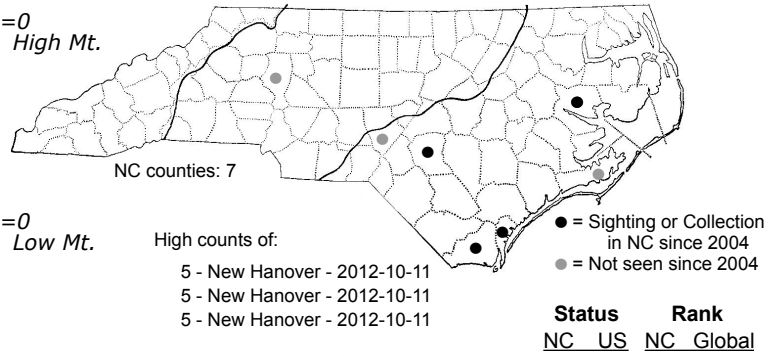 =0
High Mt.
NC counties: 7
=0
Low Mt.
High counts of:
5 - New Hanover - 2012-10-11
5 - New Hanover - 2012-10-11
5 - New Hanover - 2012-10-11
= Sighting or Collection
in NC since 2004
= Not seen since 2004
Status Rank
NC US NC Global